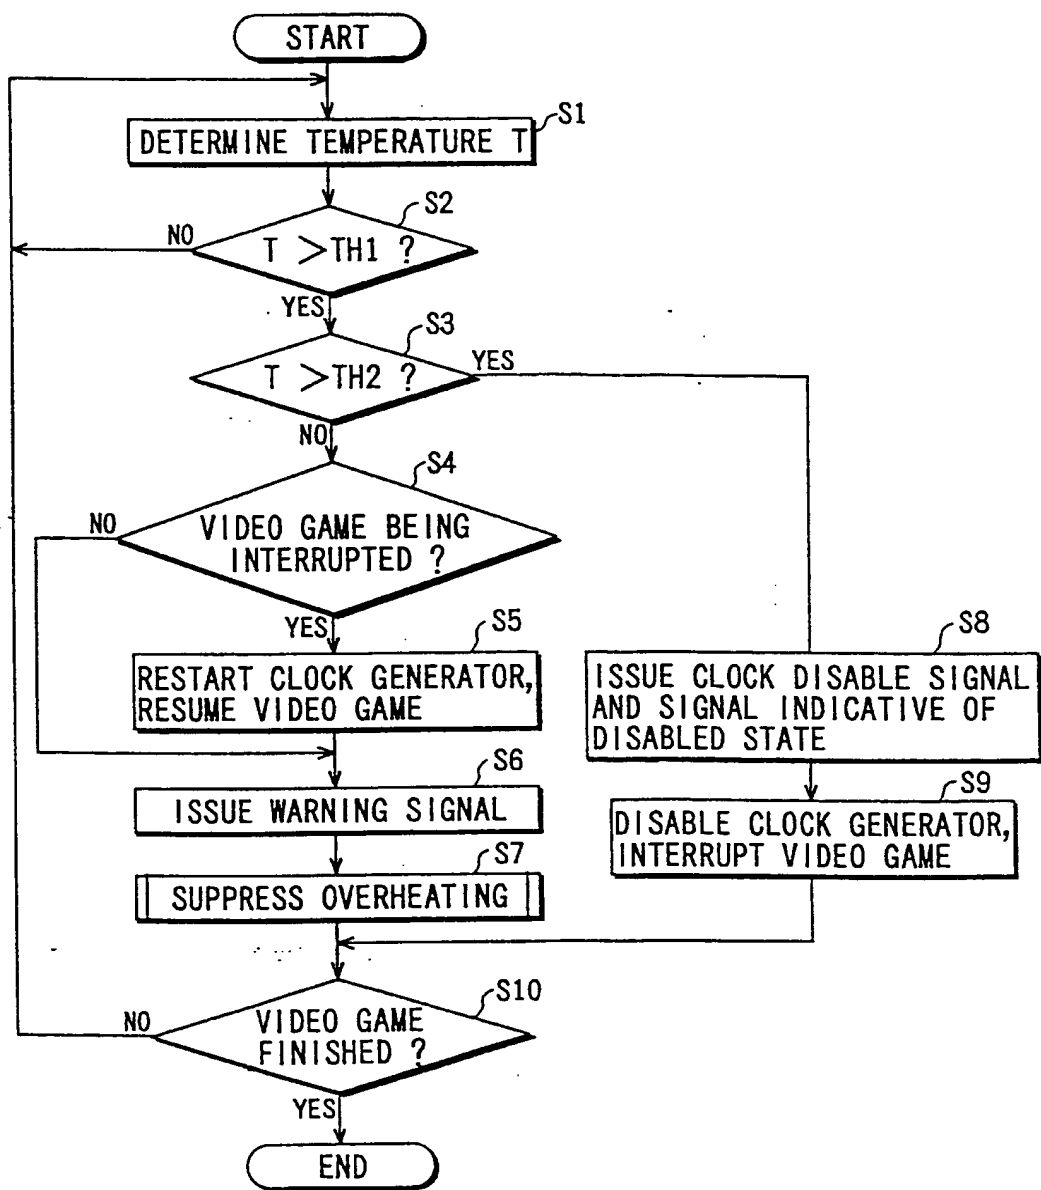 START
S1
DETERMINE TEMPERATURE T
S2
NO
T >TH1 ?
YES
S3
T >TH2 ?
YES
NO
S4
NO
VIDEO GAME BEING
INTERRUPTED ?
YES
S5
RESTART CLOCK GENERATOR,
RESUME VIDEO GAME
S8
ISSUE CLOCK DISABLE SIGNAL
AND SIGNAL INDICATIVE OF
DISABLED STATE
S6
ISSUE WARNING SIGNAL
S9
DISABLE CLOCK GENERATOR,
INTERRUPT VIDEO GAME
S7
SUPPRESS OVERHEATING
S10
NO
VIDEO GAME
FINISHED ?
YES
END